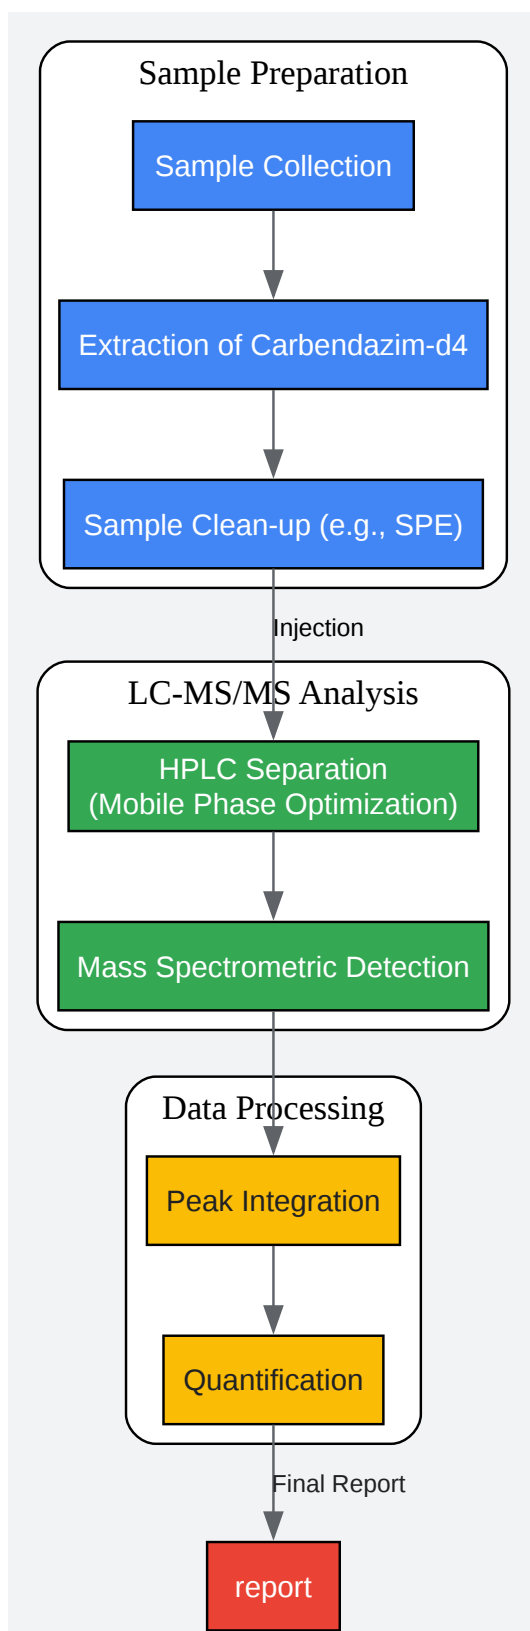 Sample Preparation
Sample Collection
Extraction of Carbendazim-d4
Sample Clean-up (e.g., SPE)
Injection
LC-MS/MS Analysis
HPLC Separation
(Mobile Phase Optimization)
Mass Spectrometric Detection
Data Processing
Peak Integration
Quantification
Final Report
report